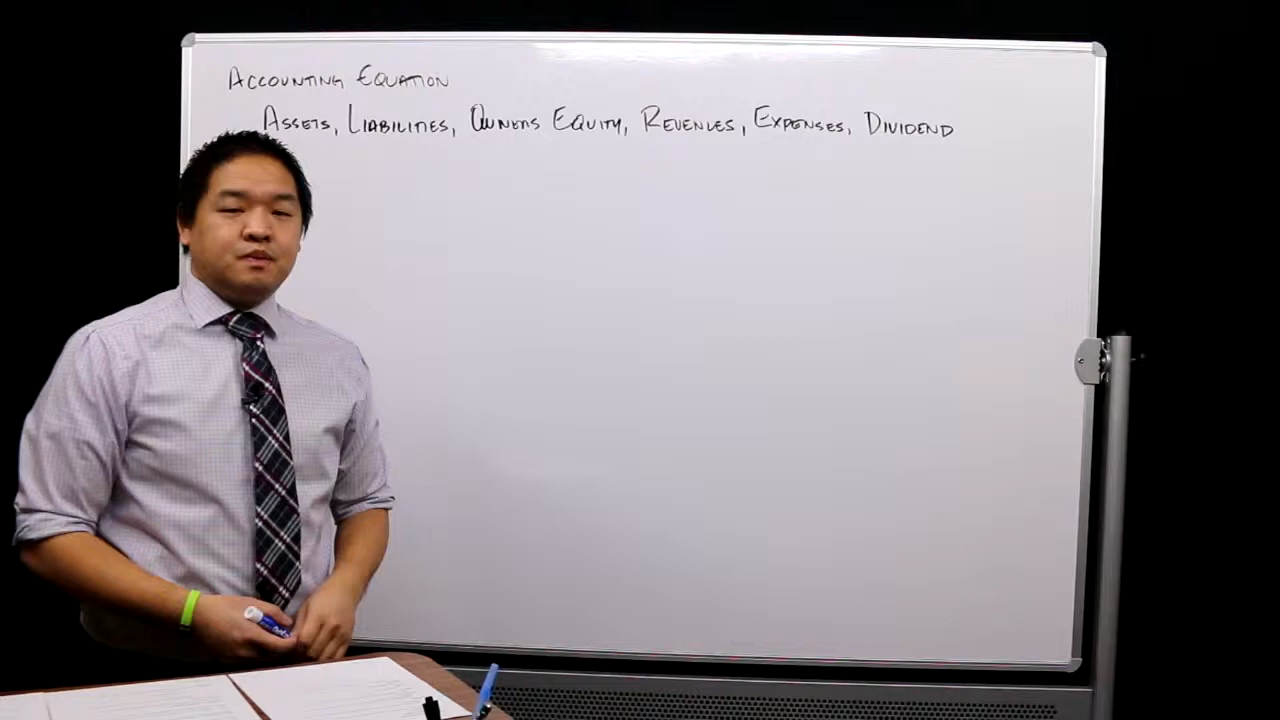 Accounting Equation
Assets, Liabilities, Owners Equity, Revenues, Expenses, Dividend